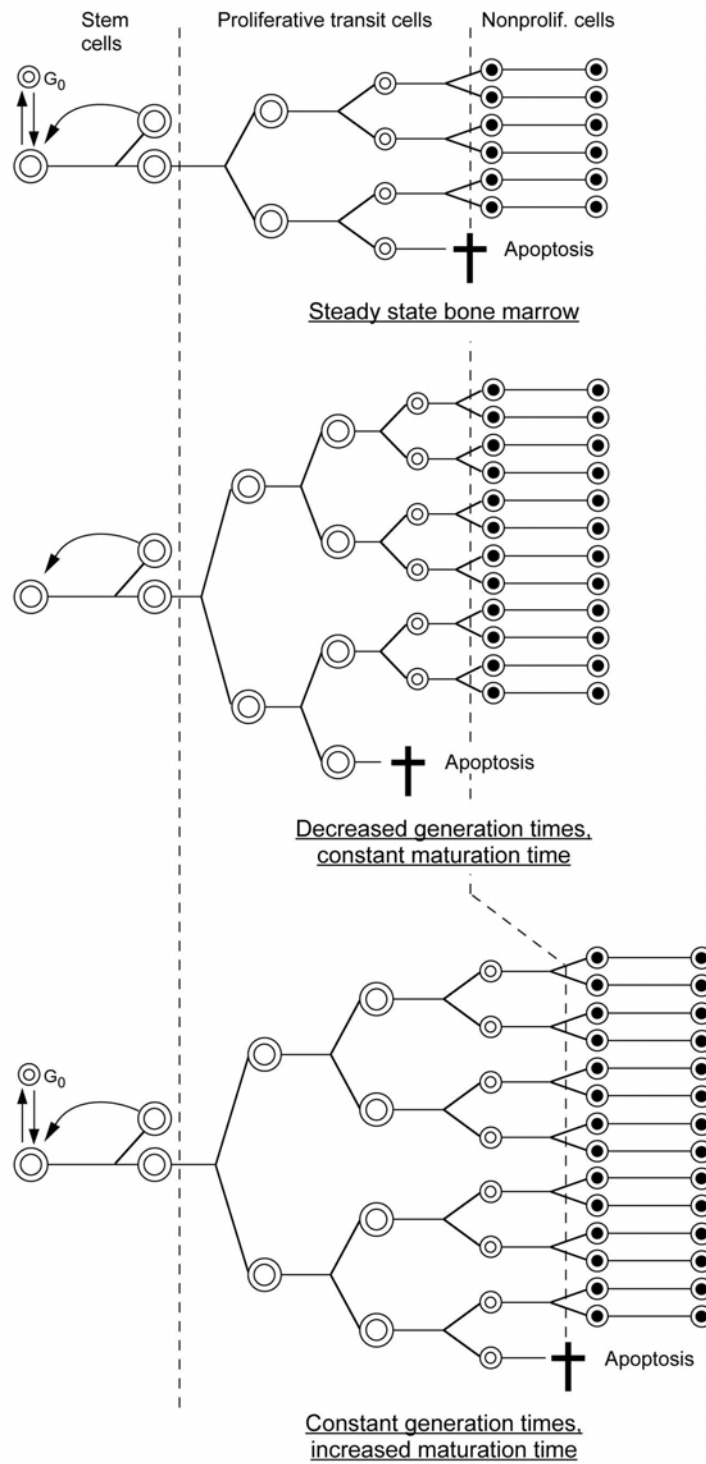 Stem
cells
Proliferative transit cells
Nonprolif. cells
G0
Apoptosis
Steady state bone marrow
Apoptosis
Decreased generation times,
constant maturation time
G0
Apoptosis
Constant generation times,
increased maturation time